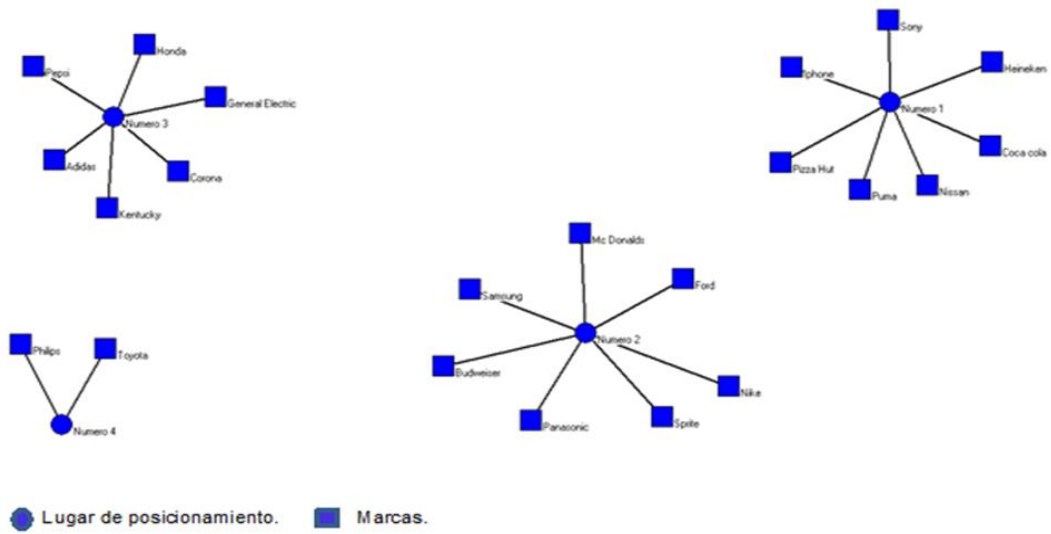 Honda
Pepsi
General Electric
Numero 3
Adidas
Corona
Kentucky
Sony
Iphone
Heineken
Numero 1
Coca cola
Pizza Hut
Puma
Nissan
Mc Donalds
Samsung
Ford
Numero 2
Budweiser
Nike
Panasonic
Sprite
Philips
Toyota
Numero 4
Lugar de posicionamiento.
Marcas.